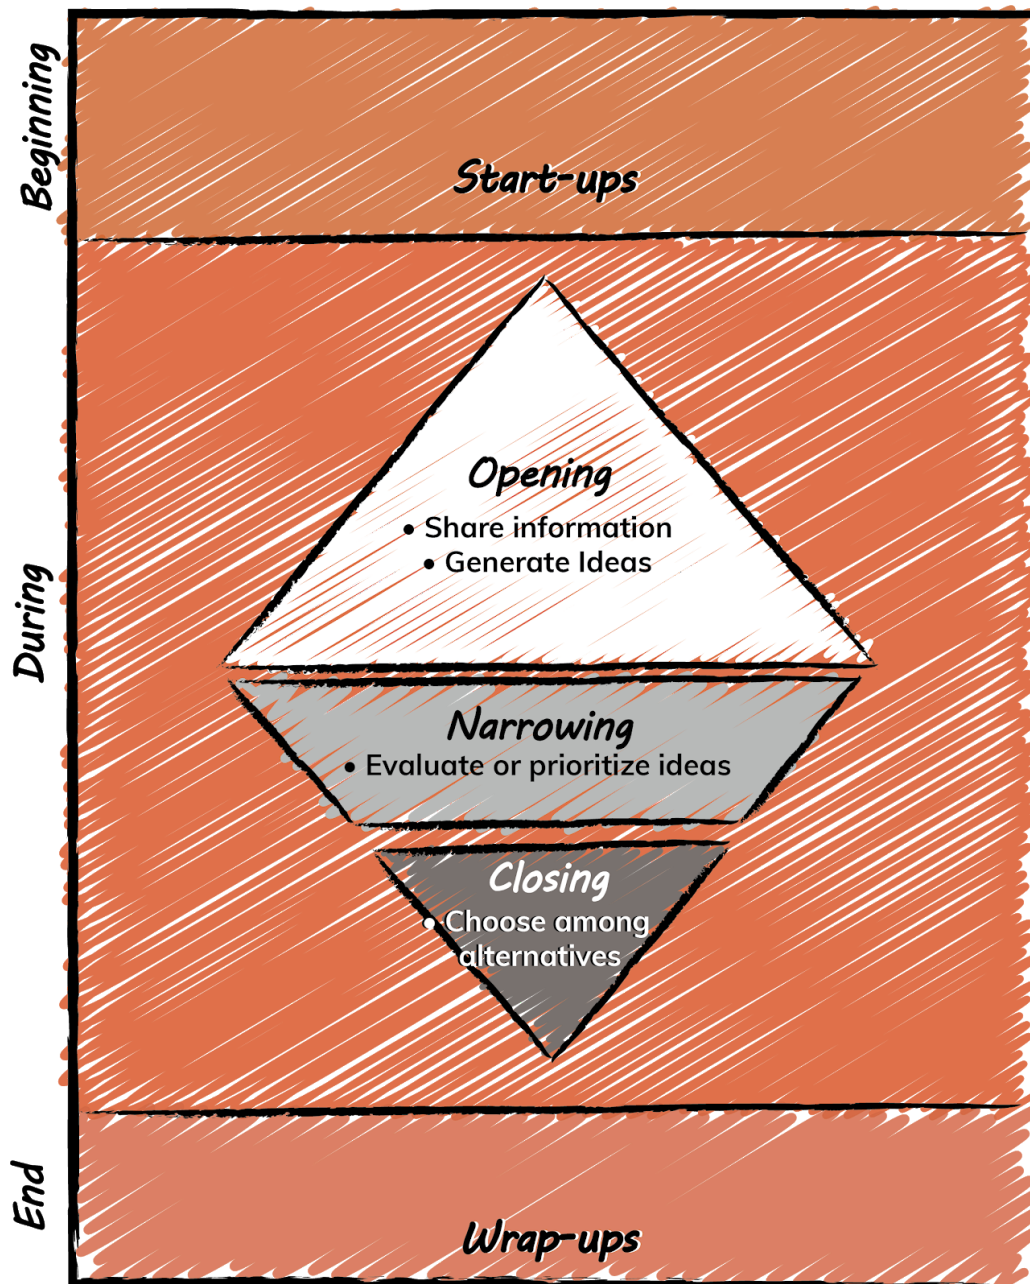 Beginning
Start-ups
During
Opening
• Share information
• Generate Ideas
Narrowing
• Evaluate or prioritize ideas
Closing
• Choose among
alternatives
End
Wrap-ups